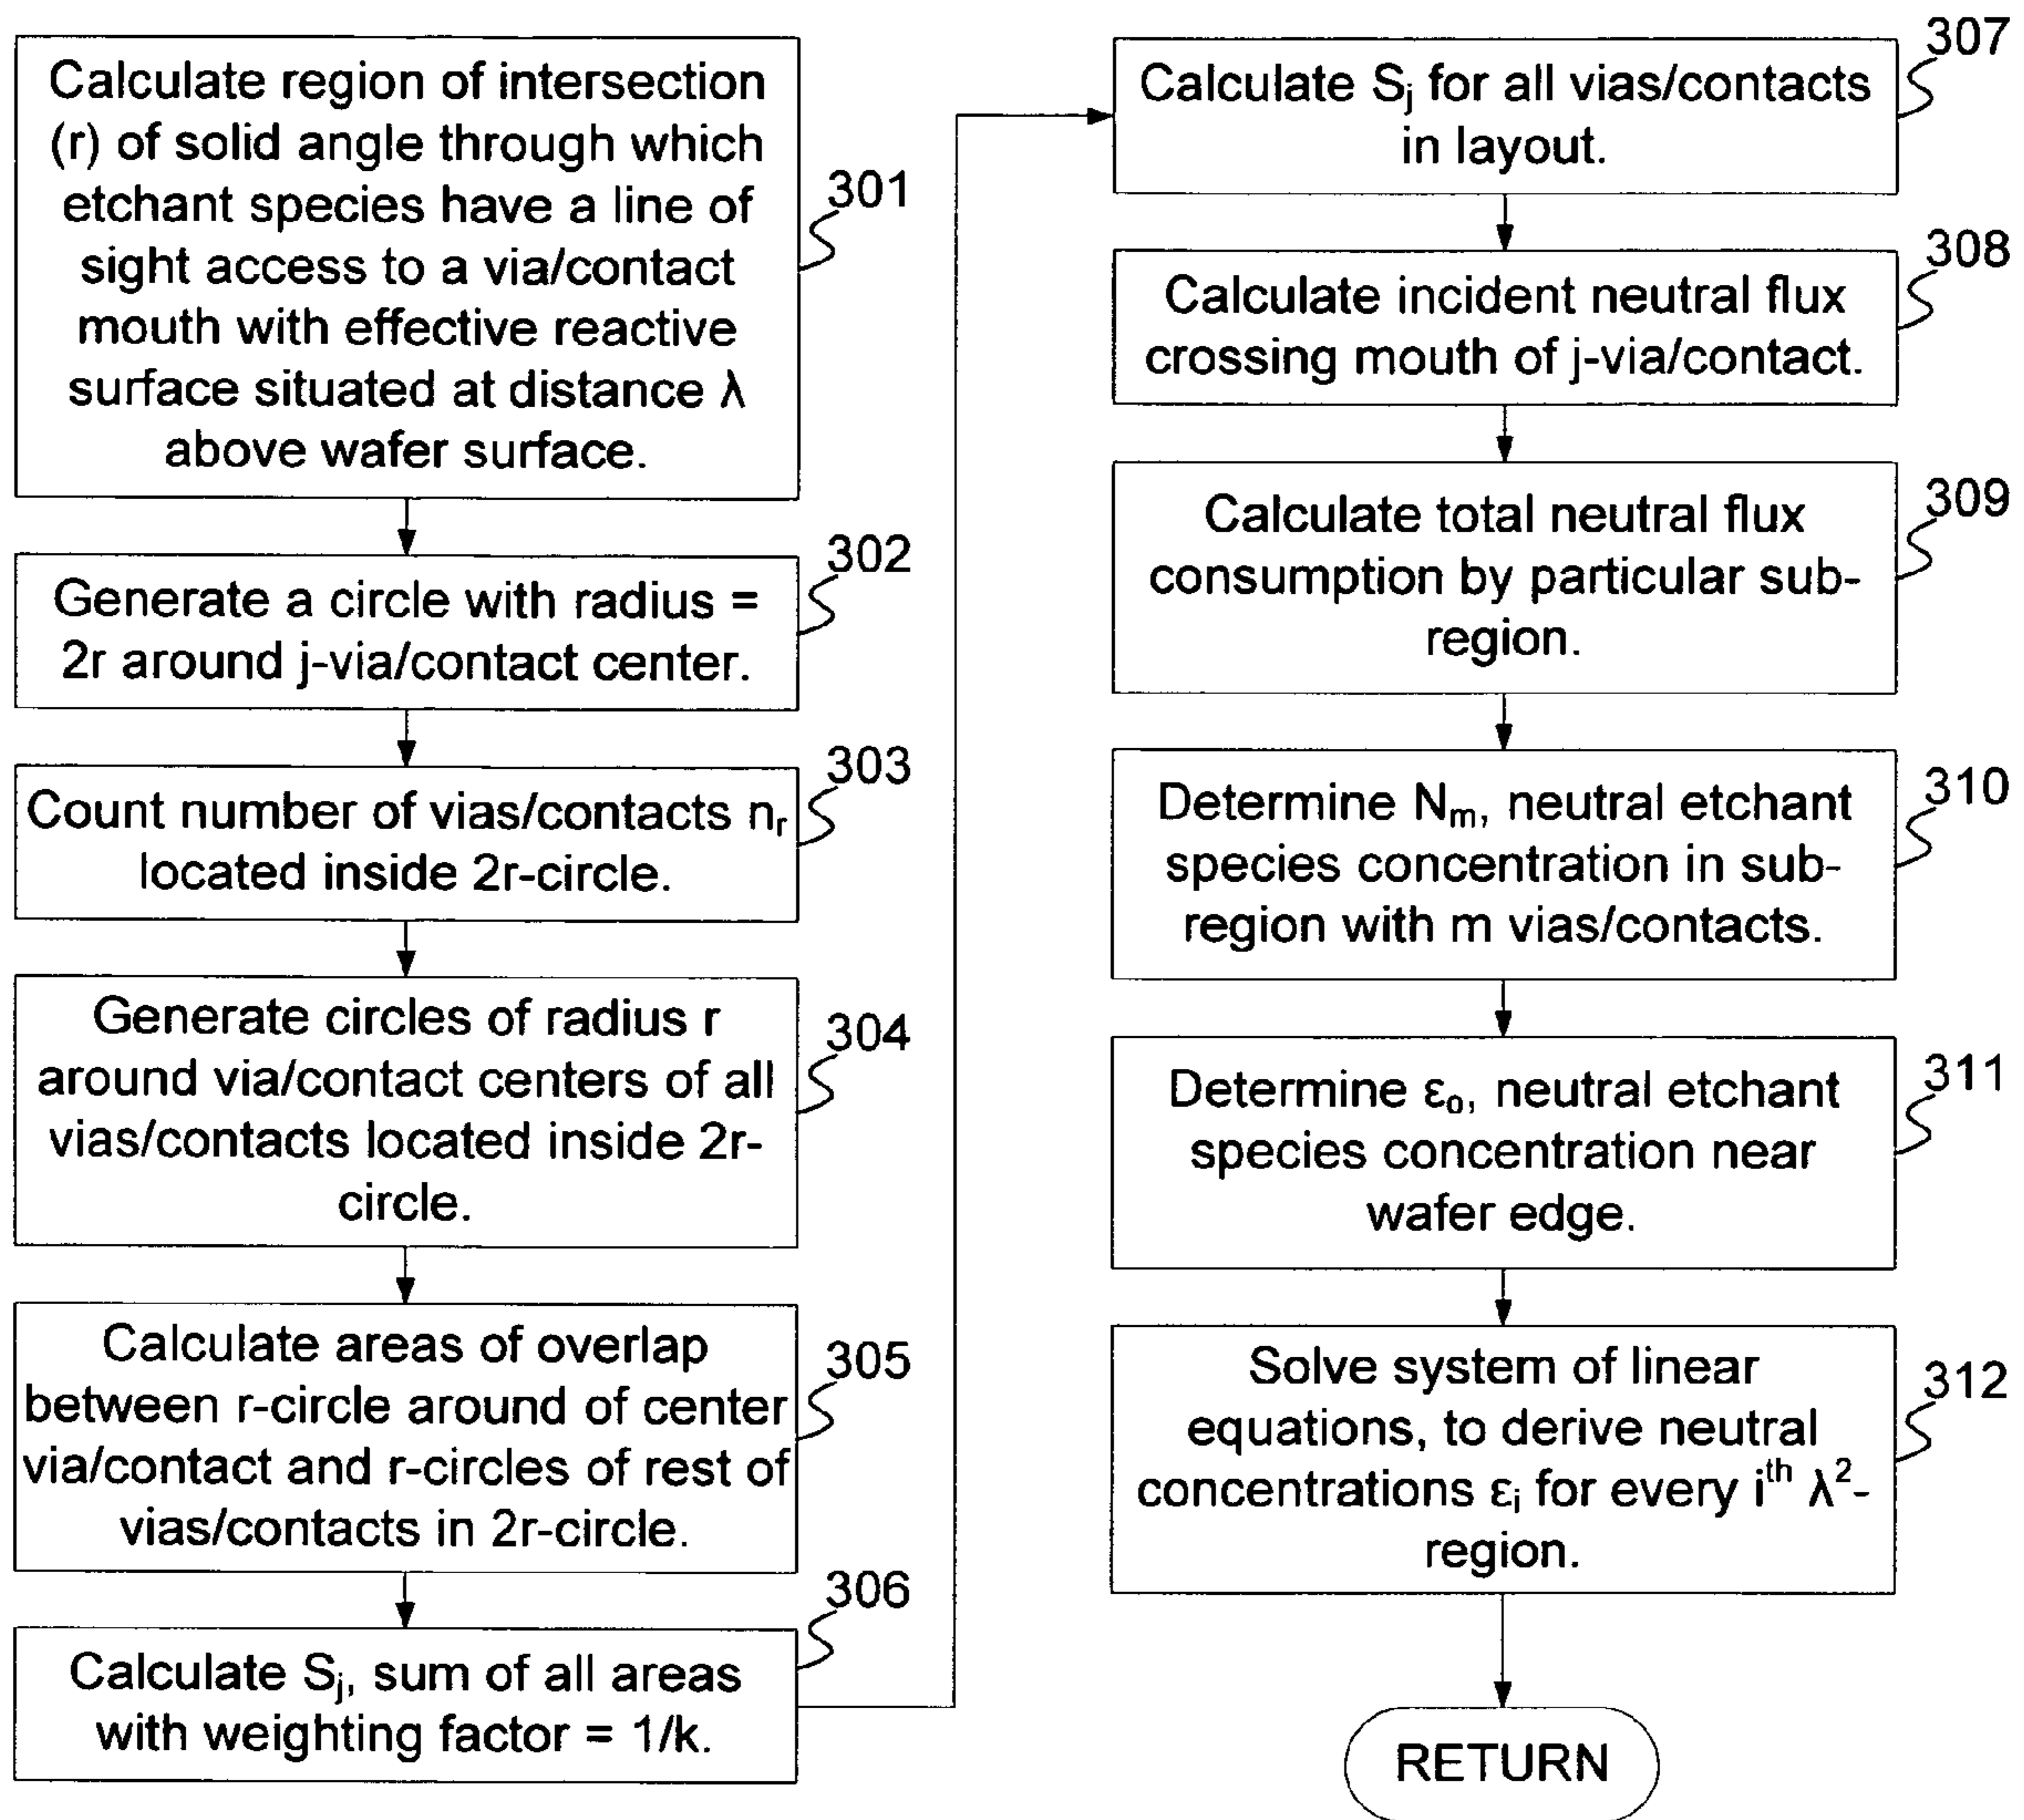 Calculate region of intersection
(r) of solid angle through which
etchant species have a line of
sight access to a via/contact
mouth with effective reactive
surface situated at distance λ
above wafer surface.
301
Generate a circle with radius =
2r around j-via/contact center.
302
Count number of vias/contacts nᵣ
located inside 2r-circle.
303
Generate circles of radius r
around via/contact centers of all
vias/contacts located inside 2r-
circle.
304
Calculate areas of overlap
between r-circle around of center
via/contact and r-circles of rest of
vias/contacts in 2r-circle.
305
Calculate Sⱼ, sum of all areas
with weighting factor = 1/k.
306
Calculate Sⱼ for all vias/contacts
in layout.
307
Calculate incident neutral flux
crossing mouth of j-via/contact.
308
Calculate total neutral flux
consumption by particular sub-
region.
309
Determine Nₘ, neutral etchant
species concentration in sub-
region with m vias/contacts.
310
Determine εₒ, neutral etchant
species concentration near
wafer edge.
311
Solve system of linear
equations, to derive neutral
concentrations εᵢ for every iᵗʰ λ²-
region.
312
RETURN